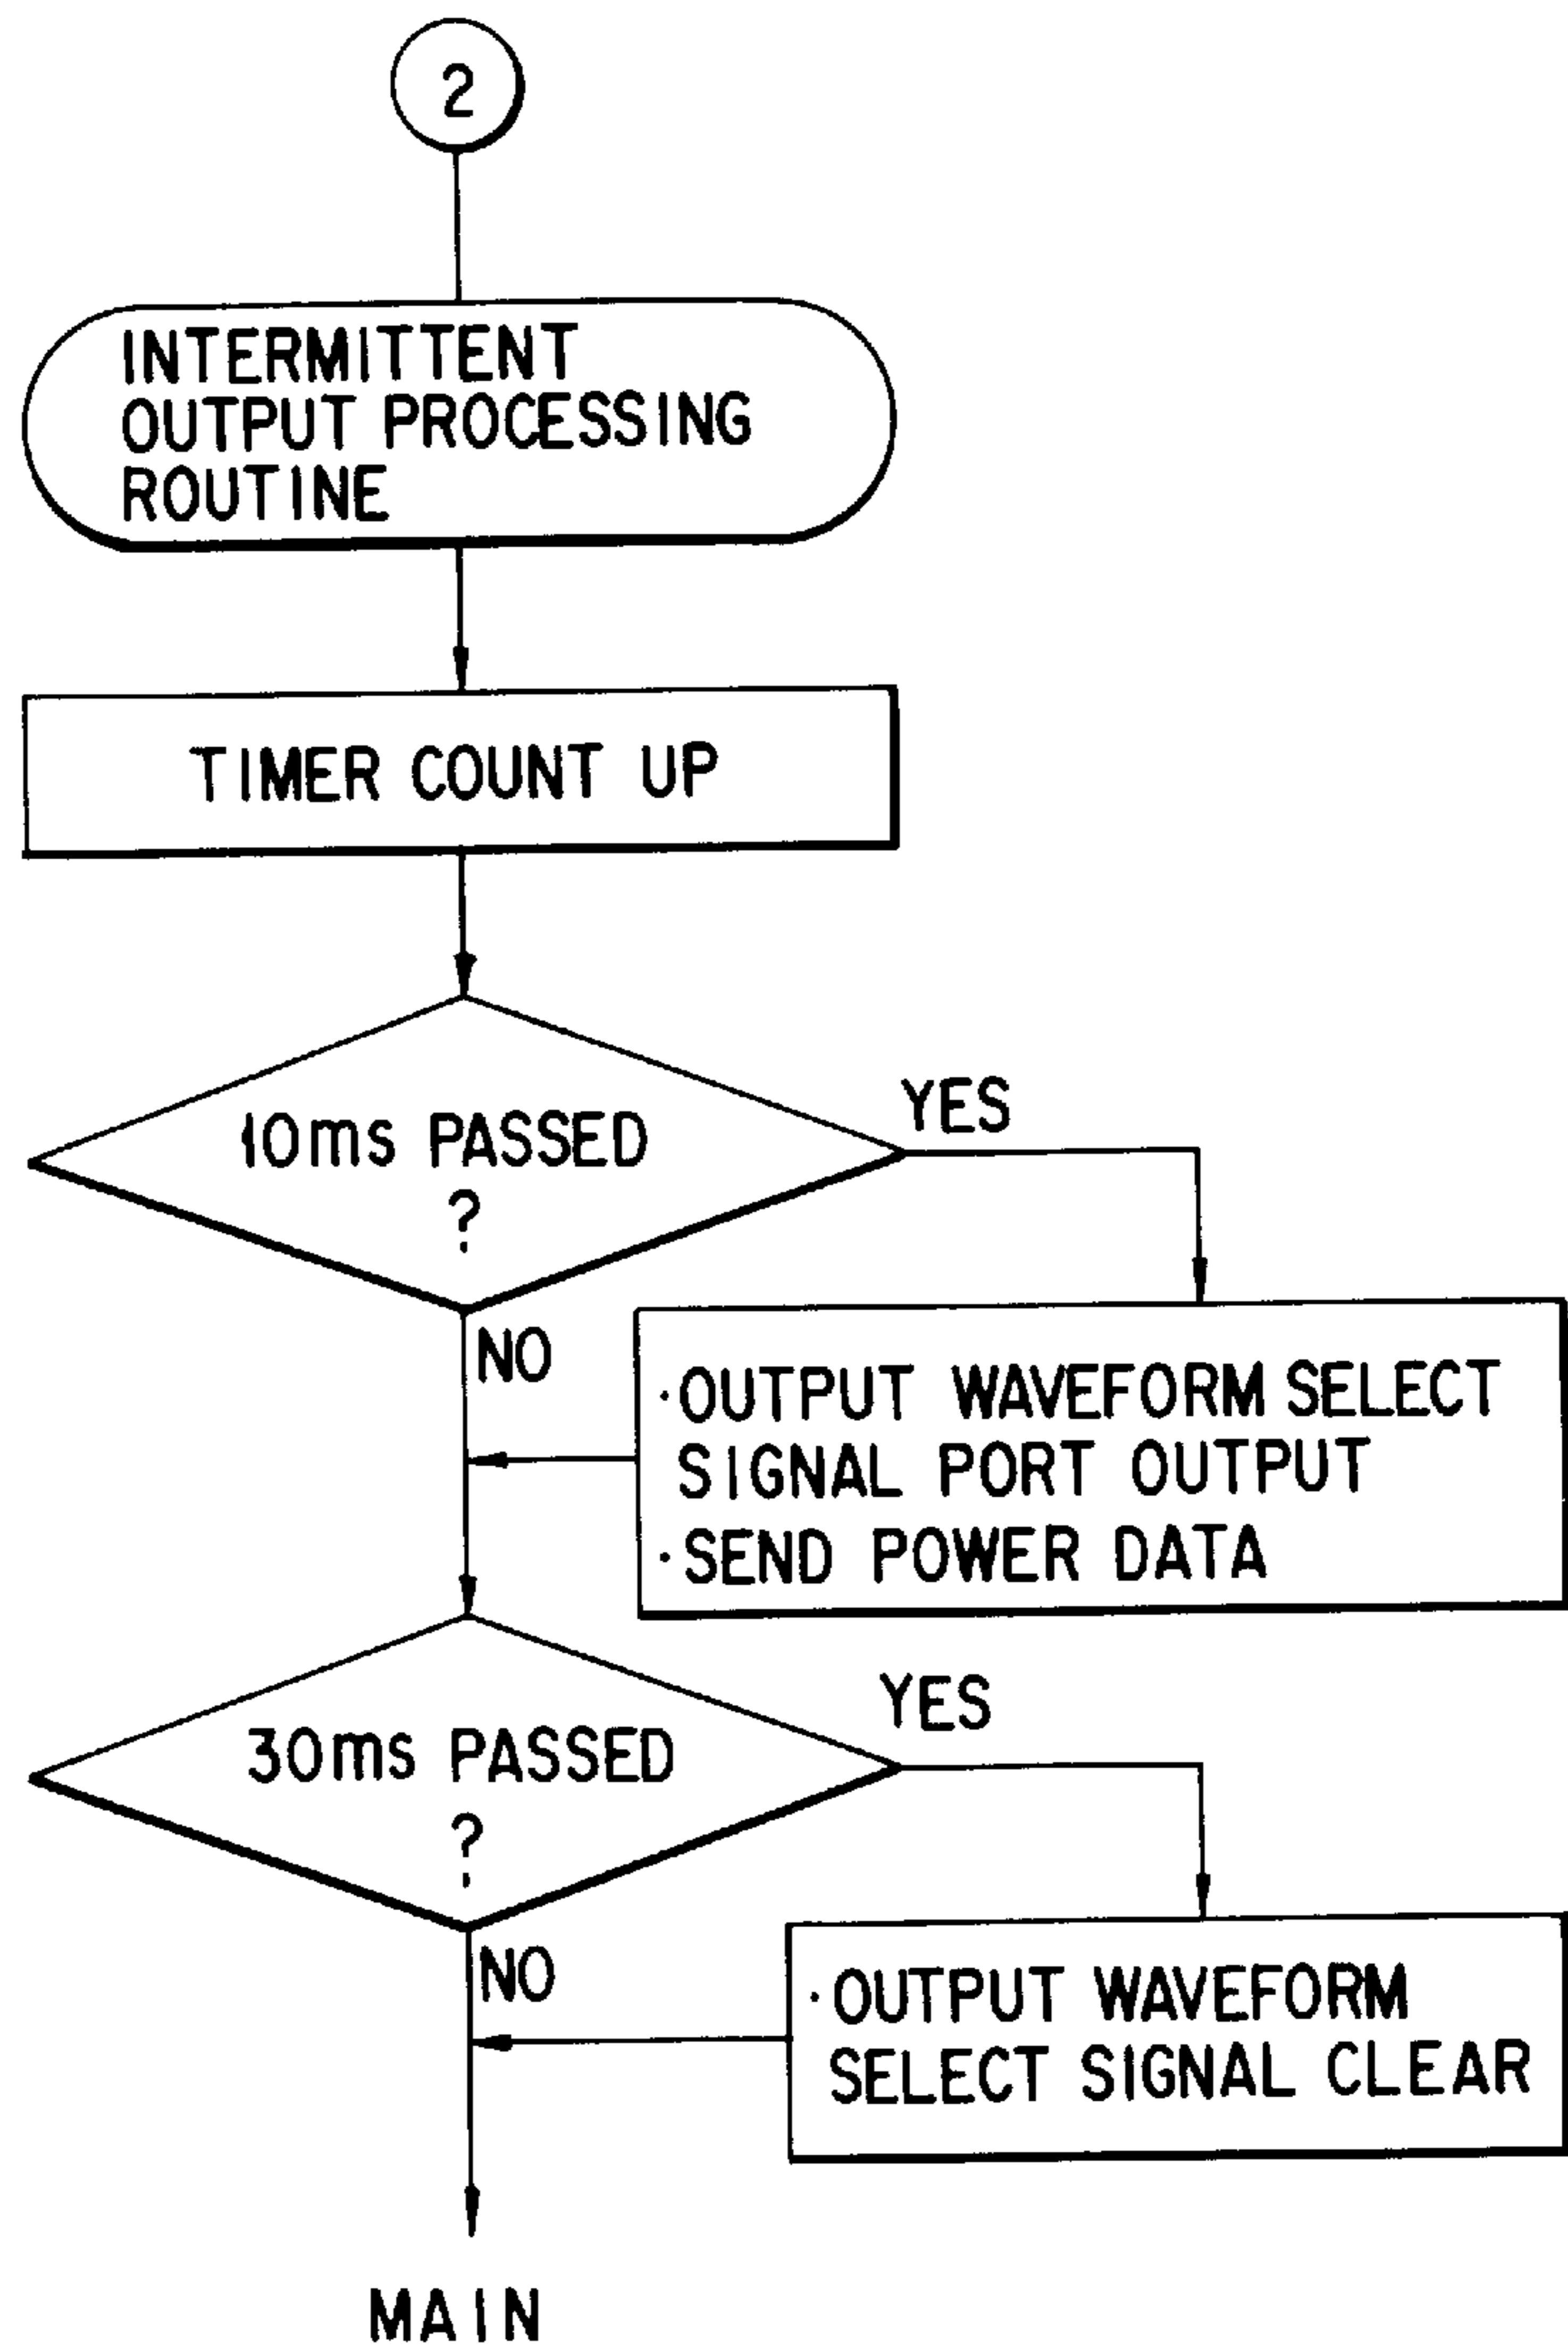 2
INTERMITTENT
OUTPUT PROCESSING
ROUTINE
TIMER COUNT UP
10ms PASSED
?
YES
NO
·OUTPUT WAVEFORM SELECT
SIGNAL PORT OUTPUT
·SEND POWER DATA
30ms PASSED
?
YES
NO
·OUTPUT WAVEFORM
SELECT SIGNAL CLEAR
MAIN